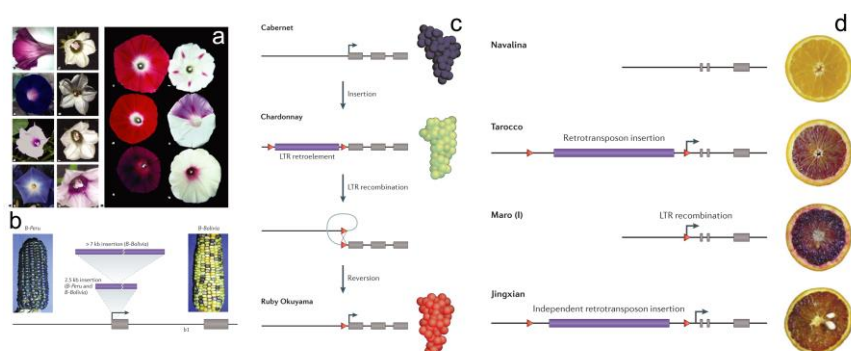 a
b
B-Peru
B-Bolivia
>7 kb insertion (B-Bolivia)
2.5 kb insertion
(B-Peru and
B-Bolivia)
b1
c
Cabernet
Insertion
Chardonnay
LTR retroelement
LTR recombination
Reversion
Ruby Okuyama
d
Navalina
Tarocco
Retrotransposon insertion
Maro (I)
LTR recombination
Jingxian
Independent retrotransposon insertion